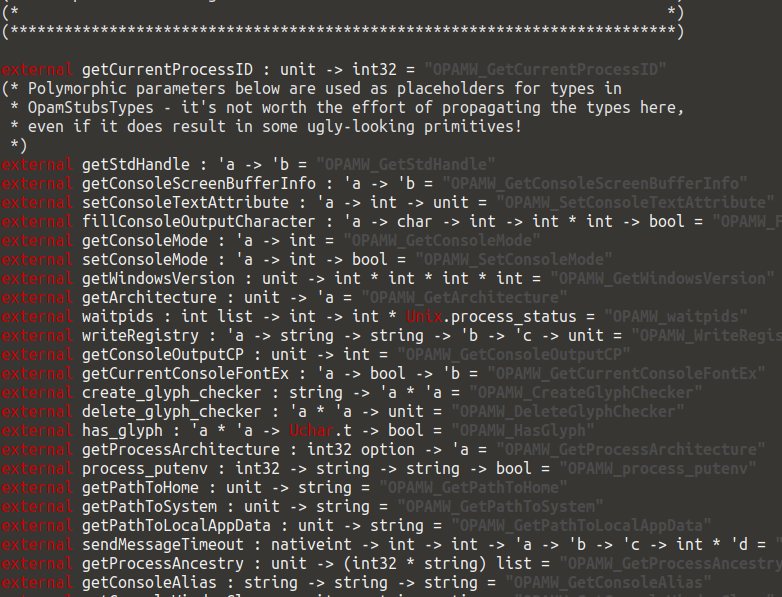 (* *)
(**************************************************************************)
external getCurrentProcessID : unit -> int32 = "OPAMW_GetCurrentProcessID"
(* Polymorphic parameters below are used as placeholders for types in
* OpamStubsTypes - it's not worth the effort of propagating the types here,
* even if it does result in some ugly-looking primitives!
*)
external getStdHandle : 'a -> 'b = "OPAMW_GetStdHandle"
external getConsoleScreenBufferInfo : 'a -> 'b = "OPAMW_GetConsoleScreenBufferInfo"
external setConsoleTextAttribute : 'a -> int -> unit = "OPAMW_SetConsoleTextAttribute"
external fillConsoleOutputCharacter : 'a -> char -> int -> int * int -> bool = "OPAMW_F
external getConsoleMode : 'a -> int = "OPAMW_GetConsoleMode"
external setConsoleMode : 'a -> int -> bool = "OPAMW_SetConsoleMode"
external getWindowsVersion : unit -> int * int * int * int = "OPAMW_GetWindowsVersion"
external getArchitecture : unit -> 'a = "OPAMW_GetArchitecture"
external waitpids : int list -> int -> int * Unix.process_status = "OPAMW_waitpids"
external writeRegistry : 'a -> string -> string -> 'b -> 'c -> unit = "OPAMW_WriteRegis
external getConsoleOutputCP : unit -> int = "OPAMW_GetConsoleOutputCP"
external getCurrentConsoleFontEx : 'a -> bool -> 'b = "OPAMW_GetCurrentConsoleFontEx"
external create_glyph_checker : string -> 'a * 'a = "OPAMW_CreateGlyphChecker"
external delete_glyph_checker : 'a * 'a -> unit = "OPAMW_DeleteGlyphChecker"
external has_glyph : 'a * 'a -> Uchar.t -> bool = "OPAMW_HasGlyph"
external getProcessArchitecture : int32 option -> 'a = "OPAMW_GetProcessArchitecture"
external process_putenv : int32 -> string -> string -> bool = "OPAMW_process_putenv"
external getPathToHome : unit -> string = "OPAMW_GetPathToHome"
external getPathToSystem : unit -> string = "OPAMW_GetPathToSystem"
external getPathToLocalAppData : unit -> string = "OPAMW_GetPathToLocalAppData"
external sendMessageTimeout : nativeint -> int -> int -> 'a -> 'b -> 'c -> int * 'd = "
external getProcessAncestry : unit -> (int32 * string) list = "OPAMW_GetProcessAncestry
external getConsoleAlias : string -> string -> string = "OPAMW_GetConsoleAlias"